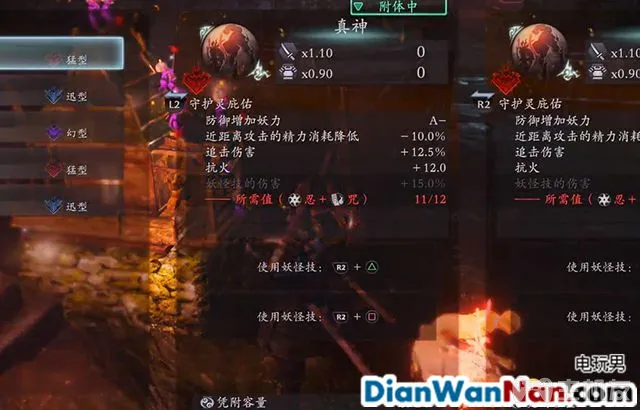 附体中
真神
x1.10 0
x0.90 0
猛型
迅型
幻型
猛型
迅型
L2 守护灵庇佑
防御增加妖力 A-
近距离攻击的精力消耗降低 -10.0%
追击伤害 +12.5%
抗火 +12.0
妖怪技的伤害 +15.0%
所需值(忍+咒) 11/12
使用妖怪技: R2 + △
使用妖怪技: R2 + □
凭附容量
x1.10
x0.90
R2 守护灵庇佑
防御增加妖力
近距离攻击的精力消耗
追击伤害
抗火
妖怪技的伤害
所需值(忍+
使用妖怪技:
使用妖怪技:
电玩男
DianWanNan.com